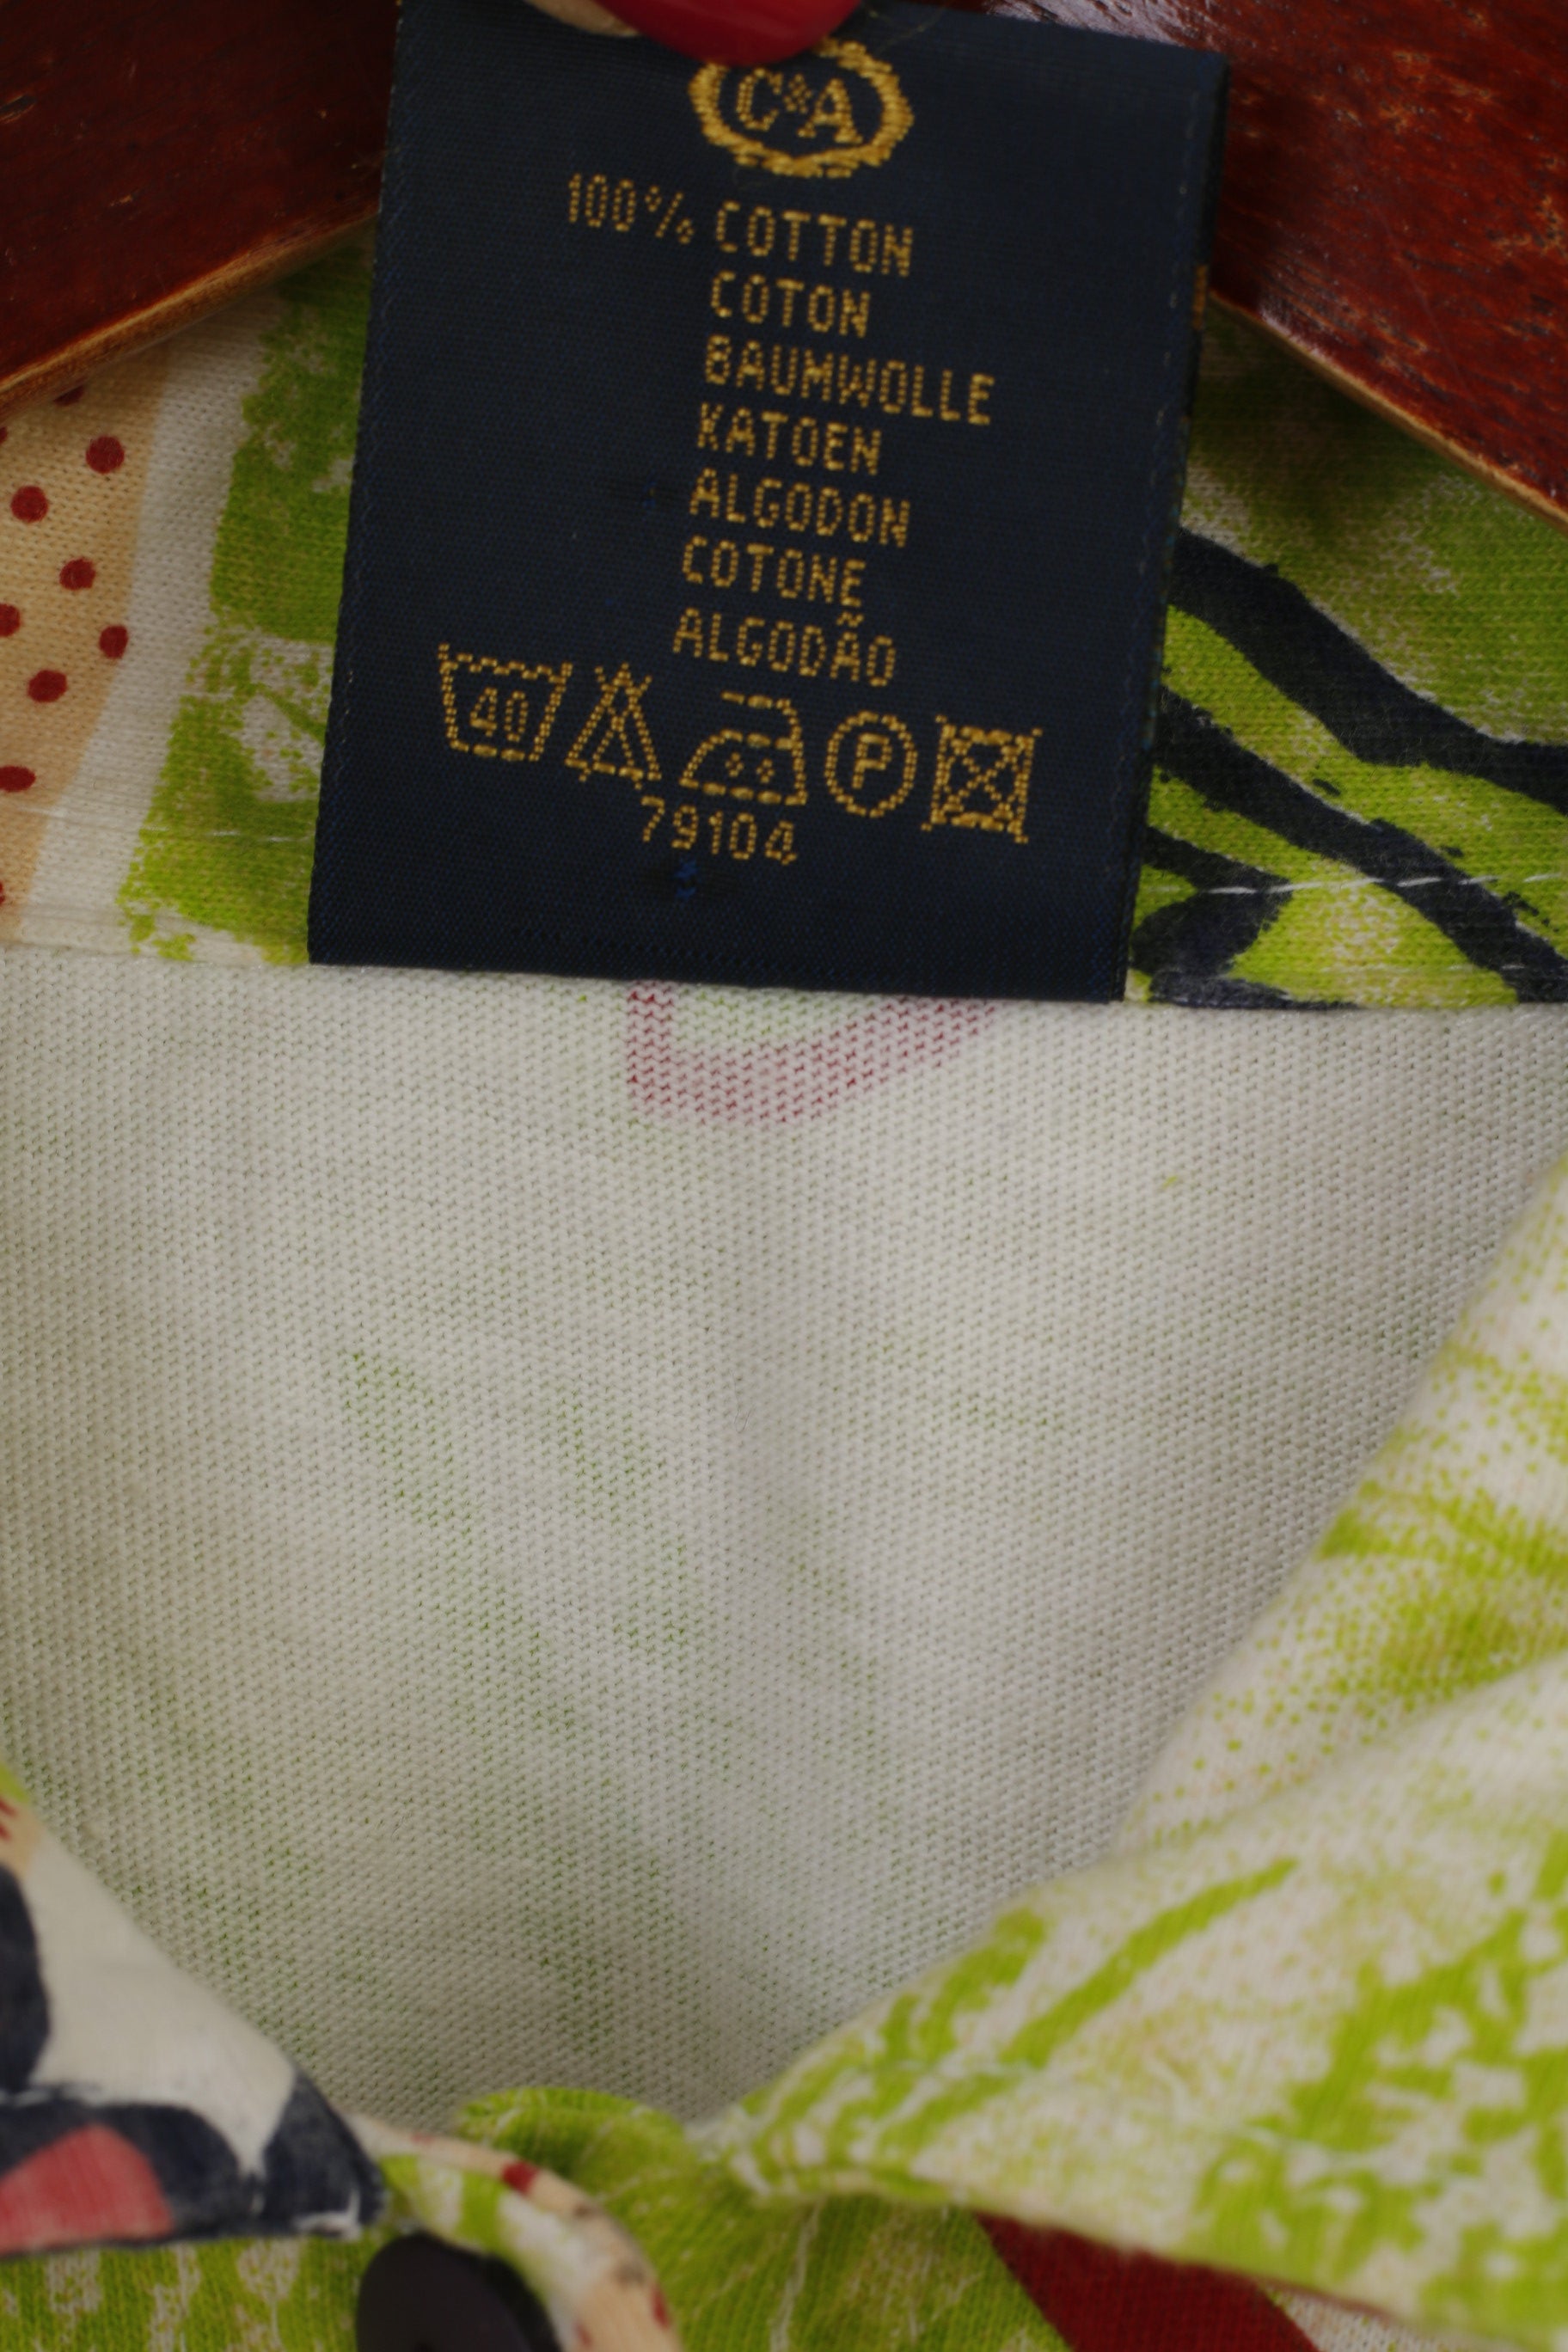 C&A
100% COTTON
COTON
BAUMWOLLE
KATOEN
ALGODON
COTONE
ALGODÃO
40 P
79104